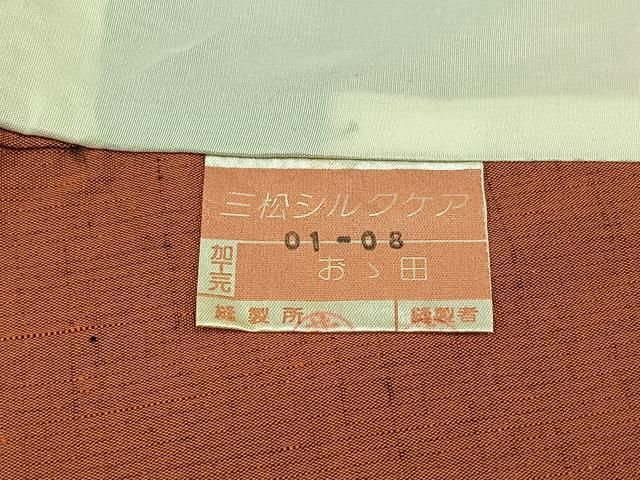 三松シルクケア
01-08
加工完
おゝ田
縫製所
縫製者